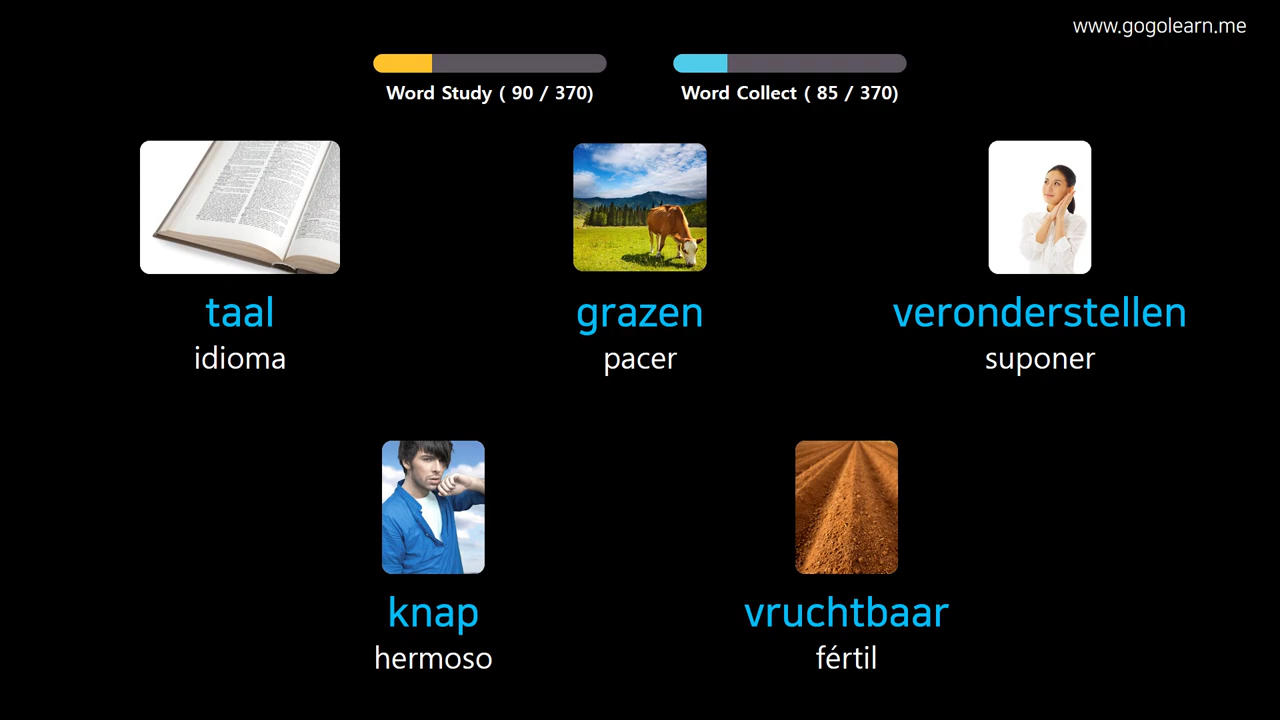 www.gogolearn.me
Word Study ( 90 / 370)
Word Collect ( 85 / 370)
taal
idioma
grazen
pacer
veronderstellen
suponer
knap
hermoso
vruchtbaar
fértil